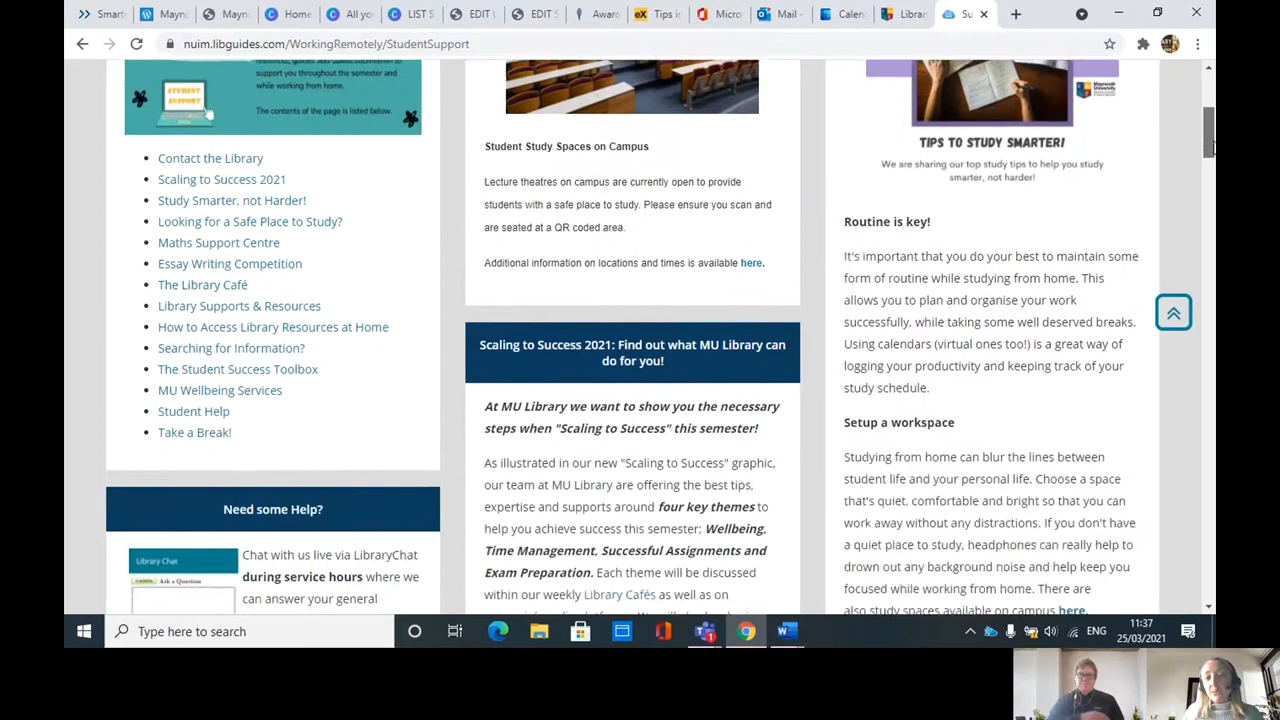 Smarte
Mayno
Mayno
Home
All you
LIST S
EDIT L
EDIT S
Award
Tips in
Micro
Mail -
Calen
Librar
Su
nuim.libguides.com/WorkingRemotely/StudentSupport
support you throughout the semester and
while working from home.
The contents of the page is listed below.
STUDENT
SUPPORT
Contact the Library
Scaling to Success 2021
Study Smarter, not Harder!
Looking for a Safe Place to Study?
Maths Support Centre
Essay Writing Competition
The Library Café
Library Supports & Resources
How to Access Library Resources at Home
Searching for Information?
The Student Success Toolbox
MU Wellbeing Services
Student Help
Take a Break!
Need some Help?
Library Chat
Ask a Question
Chat with us live via LibraryChat
during service hours where we
can answer your general
Student Study Spaces on Campus
Lecture theatres on campus are currently open to provide
students with a safe place to study. Please ensure you scan and
are seated at a QR coded area.
Additional information on locations and times is available here.
Scaling to Success 2021: Find out what MU Library can
do for you!
At MU Library we want to show you the necessary
steps when "Scaling to Success" this semester!
As illustrated in our new "Scaling to Success" graphic,
our team at MU Library are offering the best tips,
expertise and supports around four key themes to
help you achieve success this semester: Wellbeing,
Time Management, Successful Assignments and
Exam Preparation. Each theme will be discussed
within our weekly Library Cafés as well as on
Maynooth
University
TIPS TO STUDY SMARTER!
We are sharing our top study tips to help you study
smarter, not harder!
Routine is key!
It's important that you do your best to maintain some
form of routine while studying from home. This
allows you to plan and organise your work
successfully, while taking some well deserved breaks.
Using calendars (virtual ones too!) is a great way of
logging your productivity and keeping track of your
study schedule.
Setup a workspace
Studying from home can blur the lines between
student life and your personal life. Choose a space
that's quiet, comfortable and bright so that you can
work away without any distractions. If you don't have
a quiet place to study, headphones can really help to
drown out any background noise and help keep you
focused while working from home. There are
also study spaces available on campus here.
Type here to search
ENG
11:37
25/03/2021